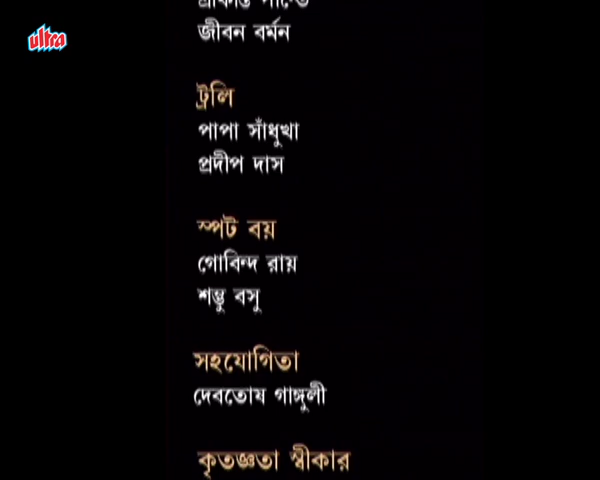 ultra
জীবন বর্মন
ট্রলি
পাপা সাঁধুখা
প্রদীপ দাস
স্পট বয়
গোবিন্দ রায়
শম্ভু বসু
সহযোগিতা
দেবতোষ গাঙ্গুলী
কৃতজ্ঞতা স্বীকার